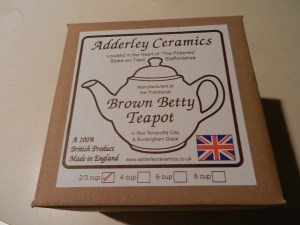 Adderley Ceramics
Located in the Heart of "The Potteries"
Stoke-on-Trent Staffordshire
Manufacturers of
the Traditional
Brown Betty
Teapot
in Red Terracotta Clay
& Rockingham Glaze
A 100%
British Product
Made in England
www.adderleyceramics.co.uk
2/3 cup 4 cup 6 cup 8 cup